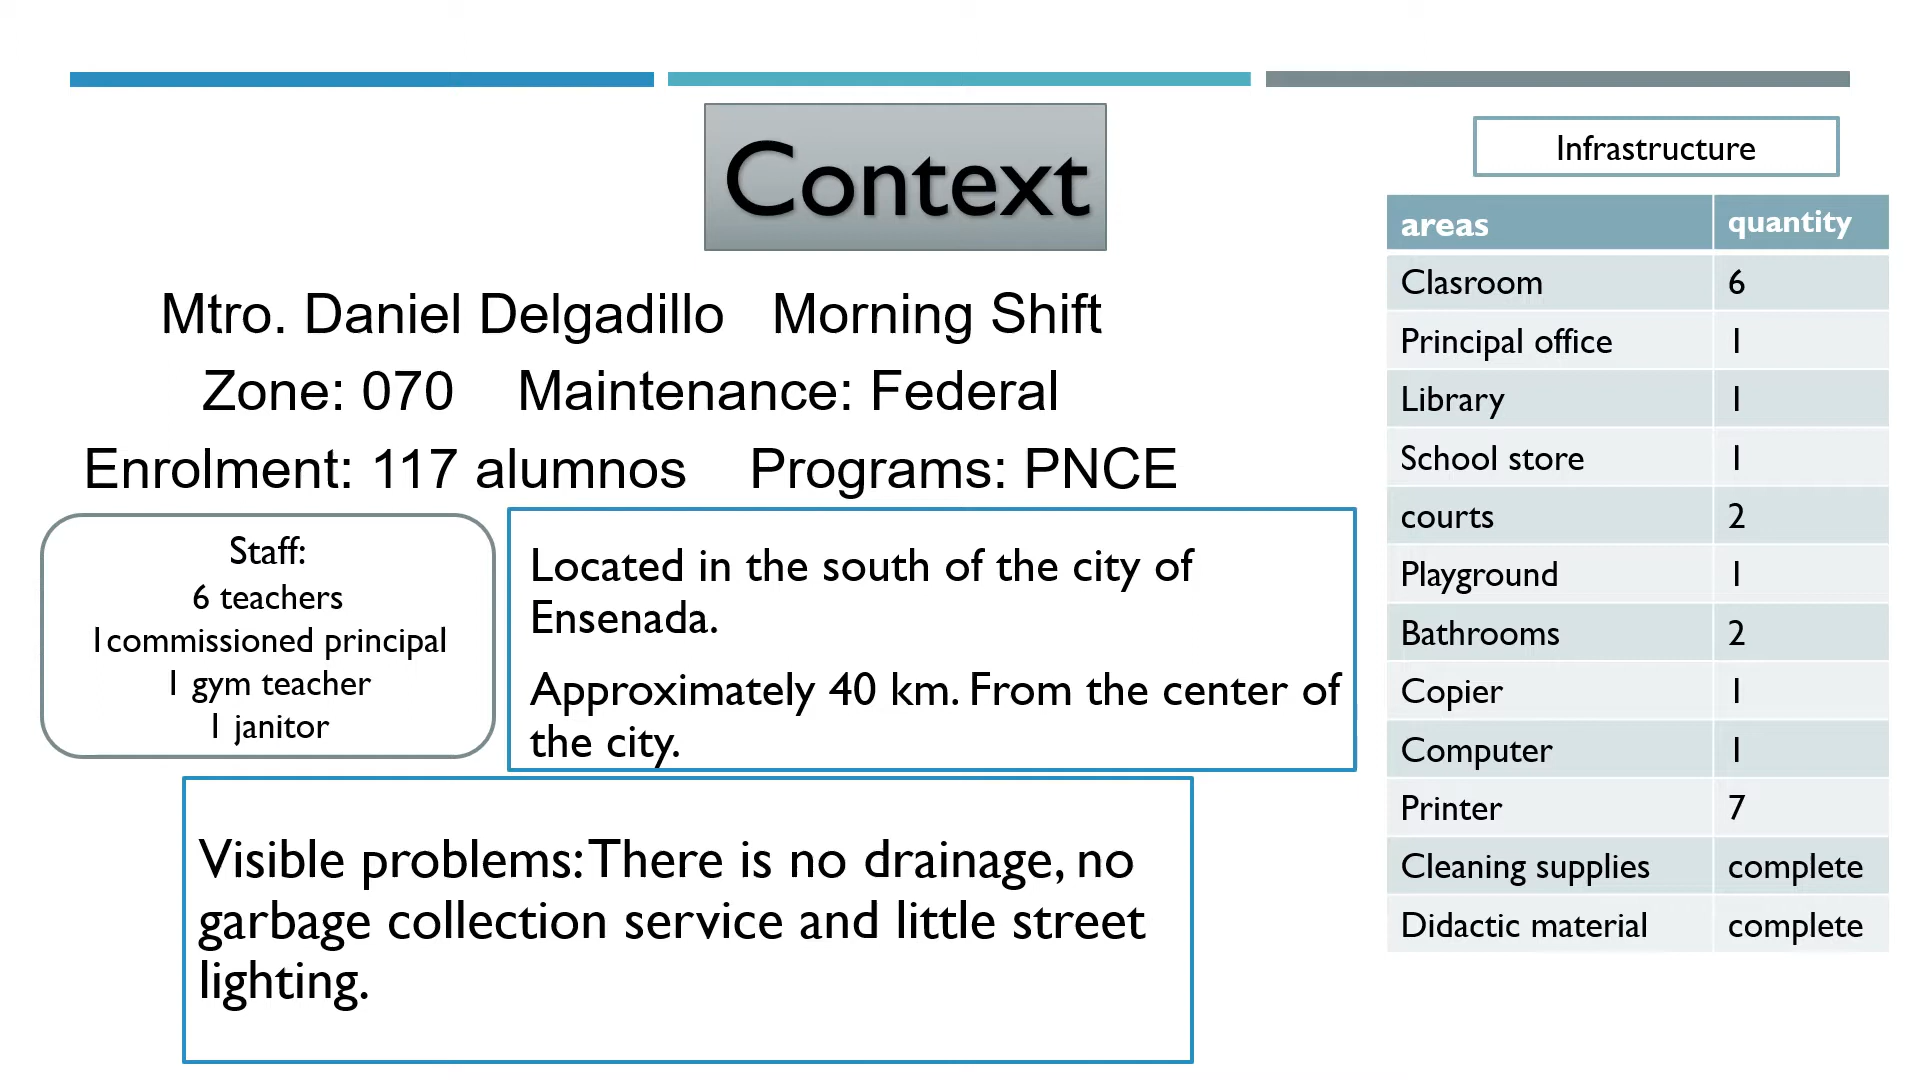 Context
Mtro. Daniel Delgadillo Morning Shift
Zone: 070 Maintenance: Federal
Enrolment: 117 alumnos Programs: PNCE
Staff:
6 teachers
1commissioned principal
1 gym teacher
1 janitor
Located in the south of the city of
Ensenada.
Approximately 40 km. From the center of
the city.
Visible problems: There is no drainage, no
garbage collection service and little street
lighting.
Infrastructure
areas quantity
Clasroom 6
Principal office 1
Library 1
School store 1
courts 2
Playground 1
Bathrooms 2
Copier 1
Computer 1
Printer 7
Cleaning supplies complete
Didactic material complete